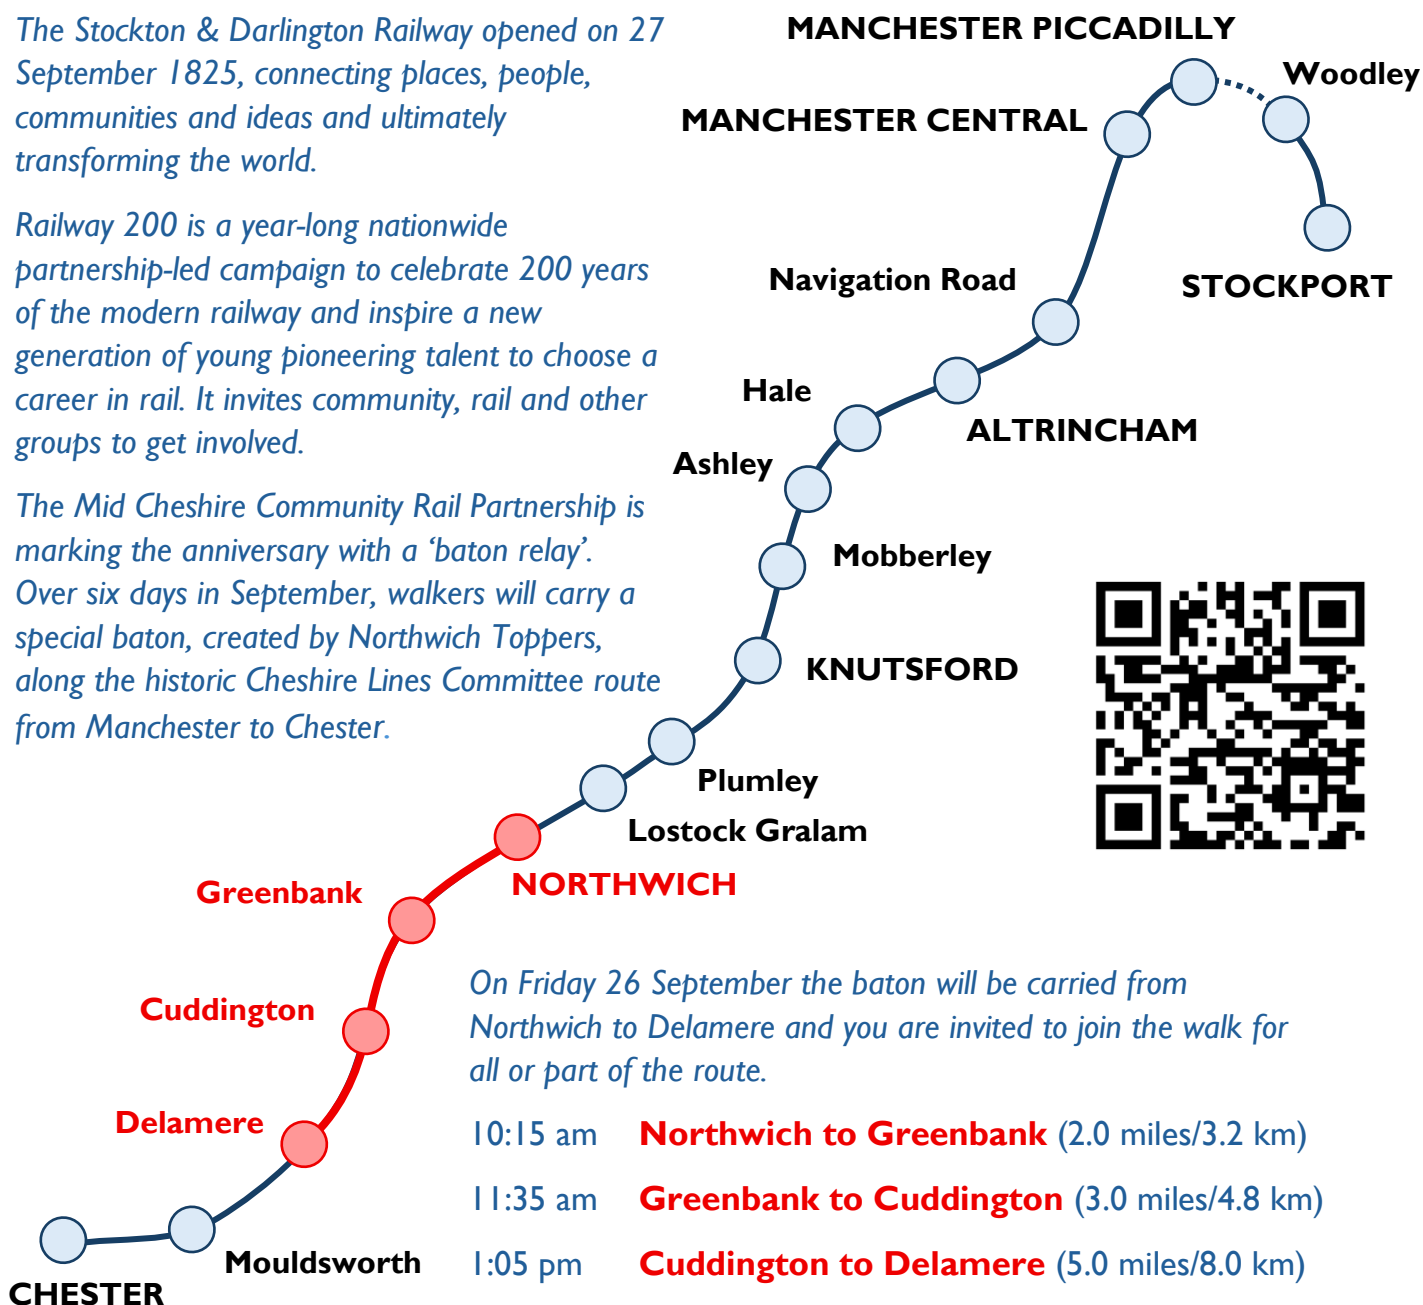 The Stockton & Darlington Railway opened on 27
September 1825, connecting places, people,
communities and ideas and ultimately
transforming the world.
Railway 200 is a year-long nationwide
partnership-led campaign to celebrate 200 years
of the modern railway and inspire a new
generation of young pioneering talent to choose a
career in rail. It invites community, rail and other
groups to get involved.
The Mid Cheshire Community Rail Partnership is
marking the anniversary with a ‘baton relay’.
Over six days in September, walkers will carry a
special baton, created by Northwich Toppers,
along the historic Cheshire Lines Committee route
from Manchester to Chester.
MANCHESTER PICCADILLY
Woodley
MANCHESTER CENTRAL
STOCKPORT
Navigation Road
Hale
ALTRINCHAM
Ashley
Mobberley
KNUTSFORD
Plumley
Lostock Gralam
NORTHWICH
Greenbank
Cuddington
Delamere
Mouldsworth
CHESTER
On Friday 26 September the baton will be carried from
Northwich to Delamere and you are invited to join the walk for
all or part of the route.
10:15 am Northwich to Greenbank (2.0 miles/3.2 km)
11:35 am Greenbank to Cuddington (3.0 miles/4.8 km)
1:05 pm Cuddington to Delamere (5.0 miles/8.0 km)